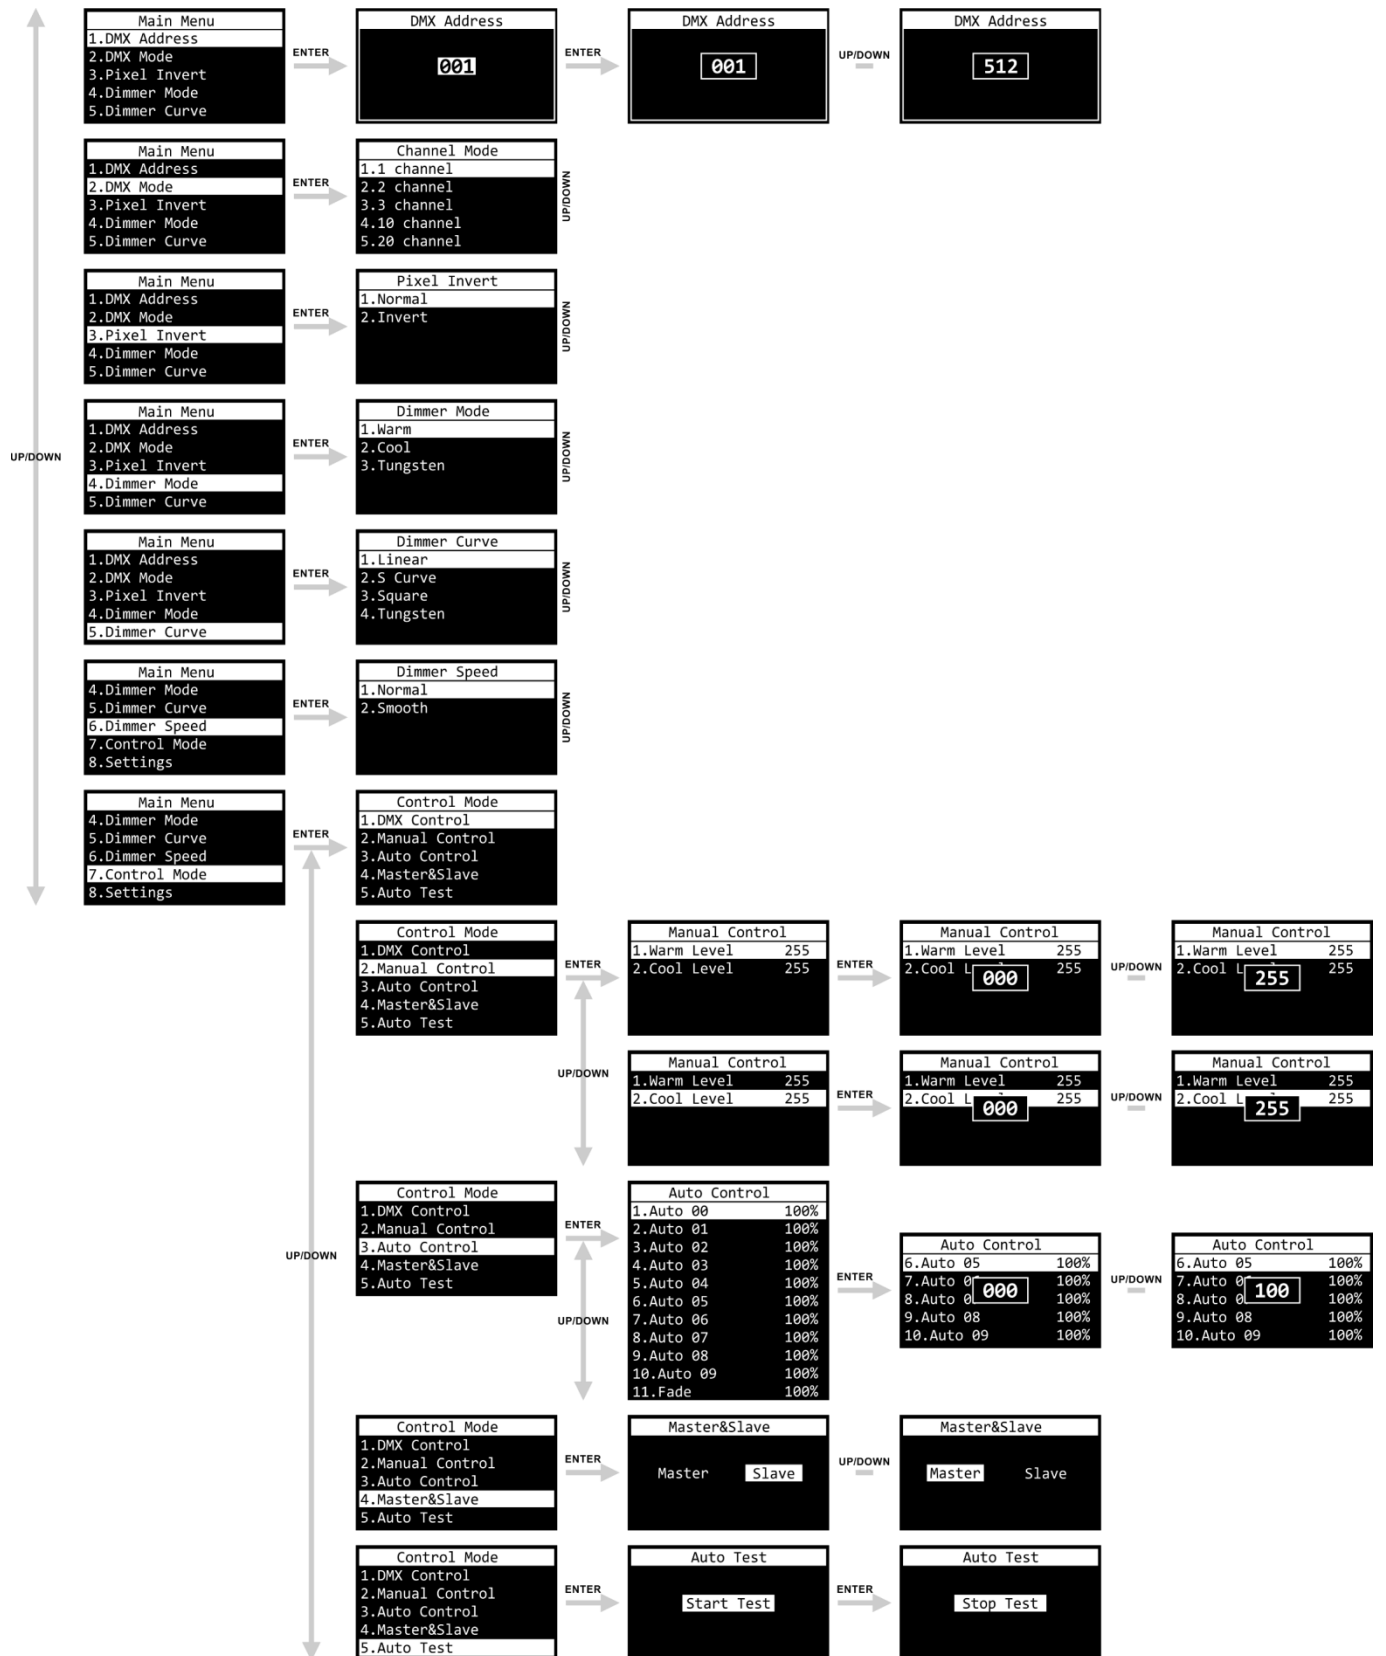 Main Menu
1.DMX Address
2.DMX Mode
3.Pixel Invert
4.Dimmer Mode
5.Dimmer Curve
ENTER
DMX Address
001
ENTER
DMX Address
001
UP/DOWN
DMX Address
512
Main Menu
1.DMX Address
2.DMX Mode
3.Pixel Invert
4.Dimmer Mode
5.Dimmer Curve
ENTER
Channel Mode
1.1 channel
2.2 channel
3.3 channel
4.10 channel
5.20 channel
UP/DOWN
Main Menu
1.DMX Address
2.DMX Mode
3.Pixel Invert
4.Dimmer Mode
5.Dimmer Curve
ENTER
Pixel Invert
1.Normal
2.Invert
UP/DOWN
UP/DOWN
Main Menu
1.DMX Address
2.DMX Mode
3.Pixel Invert
4.Dimmer Mode
5.Dimmer Curve
ENTER
Dimmer Mode
1.Warm
2.Cool
3.Tungsten
UP/DOWN
Main Menu
1.DMX Address
2.DMX Mode
3.Pixel Invert
4.Dimmer Mode
5.Dimmer Curve
ENTER
Dimmer Curve
1.Linear
2.S Curve
3.Square
4.Tungsten
UP/DOWN
Main Menu
4.Dimmer Mode
5.Dimmer Curve
6.Dimmer Speed
7.Control Mode
8.Settings
ENTER
Dimmer Speed
1.Normal
2.Smooth
UP/DOWN
Main Menu
4.Dimmer Mode
5.Dimmer Curve
6.Dimmer Speed
7.Control Mode
8.Settings
ENTER
Control Mode
1.DMX Control
2.Manual Control
3.Auto Control
4.Master&Slave
5.Auto Test
UP/DOWN
Control Mode
1.DMX Control
2.Manual Control
3.Auto Control
4.Master&Slave
5.Auto Test
ENTER
UP/DOWN
Manual Control
1.Warm Level 255
2.Cool Level 255
ENTER
Manual Control
1.Warm Level 255
2.Cool L 255
000
UP/DOWN
Manual Control
1.Warm Level 255
2.Cool L 255
255
Manual Control
1.Warm Level 255
2.Cool Level 255
ENTER
Manual Control
1.Warm Level 255
2.Cool L 255
000
UP/DOWN
Manual Control
1.Warm Level 255
2.Cool L 255
255
Control Mode
1.DMX Control
2.Manual Control
3.Auto Control
4.Master&Slave
5.Auto Test
ENTER
UP/DOWN
Auto Control
1.Auto 00 100%
2.Auto 01 100%
3.Auto 02 100%
4.Auto 03 100%
5.Auto 04 100%
6.Auto 05 100%
7.Auto 06 100%
8.Auto 07 100%
9.Auto 08 100%
10.Auto 09 100%
11.Fade 100%
ENTER
Auto Control
6.Auto 05 100%
7.Auto 0 100%
8.Auto 0 100%
9.Auto 08 100%
10.Auto 09 100%
000
UP/DOWN
Auto Control
6.Auto 05 100%
7.Auto 0 100%
8.Auto 0 100%
9.Auto 08 100%
10.Auto 09 100%
100
Control Mode
1.DMX Control
2.Manual Control
3.Auto Control
4.Master&Slave
5.Auto Test
ENTER
Master&Slave
Master Slave
UP/DOWN
Master&Slave
Master Slave
Control Mode
1.DMX Control
2.Manual Control
3.Auto Control
4.Master&Slave
5.Auto Test
ENTER
Auto Test
Start Test
ENTER
Auto Test
Stop Test